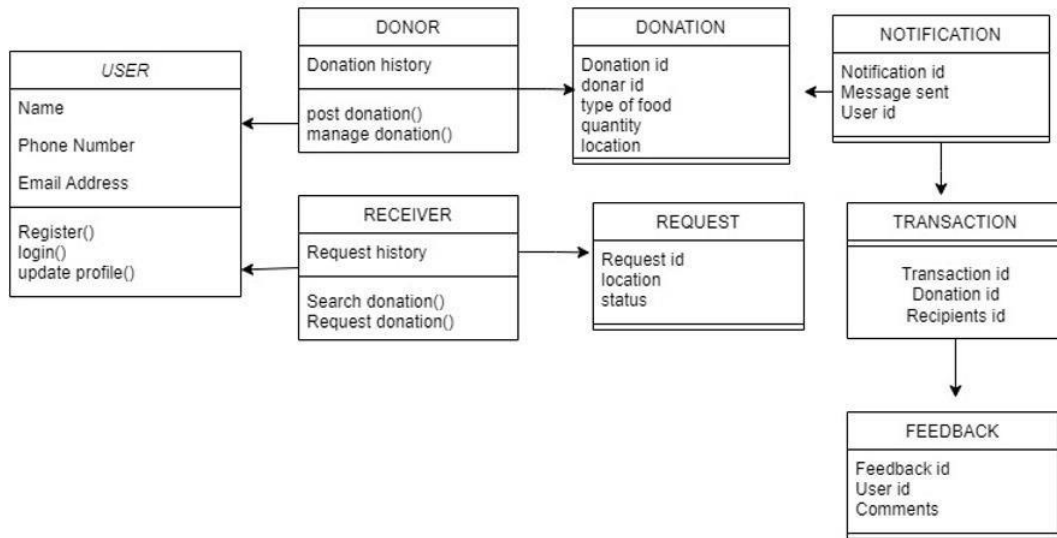 USER
Name
Phone Number
Email Address
Register()
login()
update profile()
DONOR
Donation history
post donation()
manage donation()
RECEIVER
Request history
Search donation()
Request donation()
DONATION
Donation id
donar id
type of food
quantity
location
REQUEST
Request id
location
status
NOTIFICATION
Notification id
Message sent
User id
TRANSACTION
Transaction id
Donation id
Recipients id
FEEDBACK
Feedback id
User id
Comments